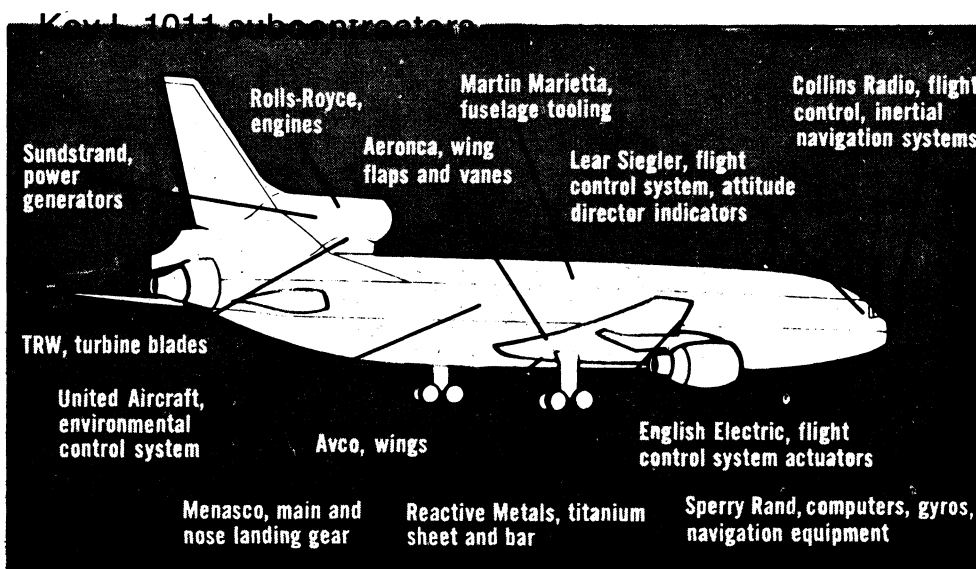 Key L-1011 subcontractors
Rolls-Royce,
engines
Martin Marietta,
fuselage tooling
Collins Radio, flight
control, inertial
navigation systems
Sundstrand,
power
generators
Aeronca, wing
flaps and vanes
Lear Siegler, flight
control system, attitude
director indicators
TRW, turbine blades
United Aircraft,
environmental
control system
Avco, wings
English Electric, flight
control system actuators
Menasco, main and
nose landing gear
Reactive Metals, titanium
sheet and bar
Sperry Rand, computers, gyros,
navigation equipment